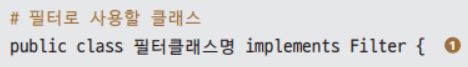 # 필터로 사용할 클래스
public class 필터클래스명 implements Filter { ❶